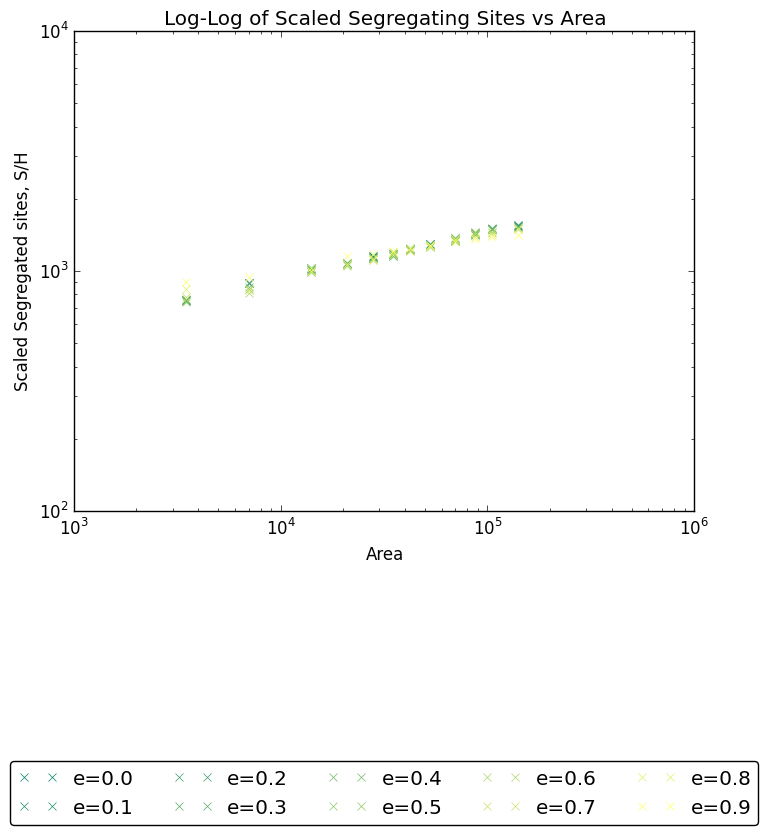 Log-Log of Scaled Segregating Sites vs Area
10^4
10^3
10^2
Scaled Segregated sites, S/H
10^3 10^4 10^5 10^6
Area
e=0.0 e=0.2 e=0.4 e=0.6 e=0.8
e=0.1 e=0.3 e=0.5 e=0.7 e=0.9